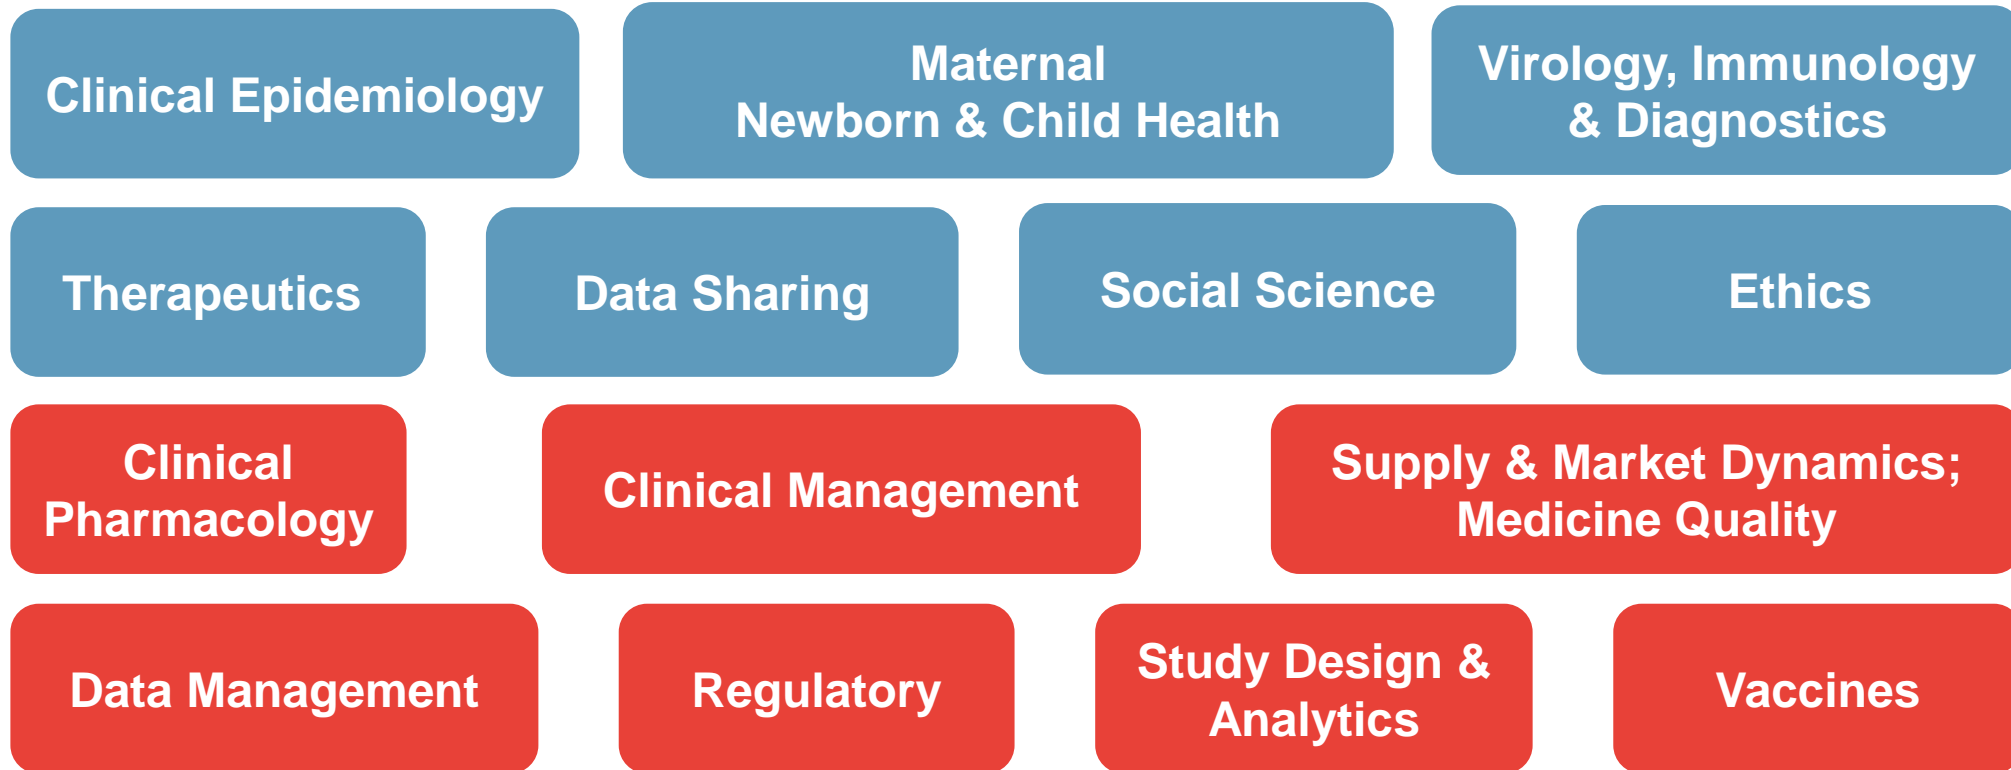 Clinical Epidemiology
Maternal
Newborn & Child Health
Virology, Immunology
& Diagnostics
Therapeutics
Data Sharing
Social Science
Ethics
Clinical
Pharmacology
Clinical Management
Supply & Market Dynamics;
Medicine Quality
Data Management
Regulatory
Study Design &
Analytics
Vaccines